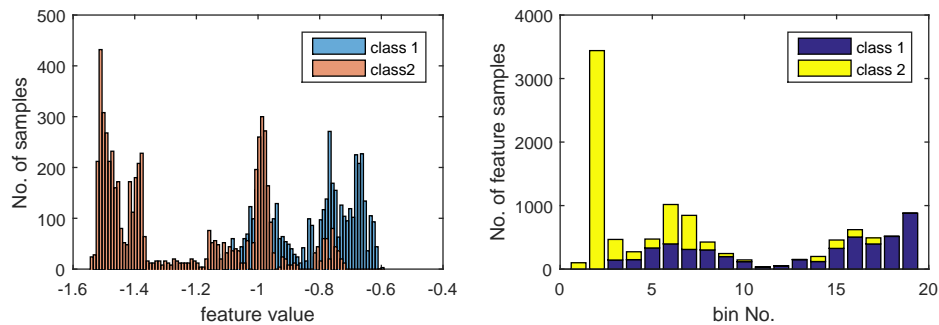 500
400
300
200
100
0
No. of samples
-1.6
-1.4
-1.2
-1
-0.8
-0.6
-0.4
feature value
class 1
class2
4000
3000
2000
1000
0
No. of feature samples
0
5
10
15
20
bin No.
class 1
class 2